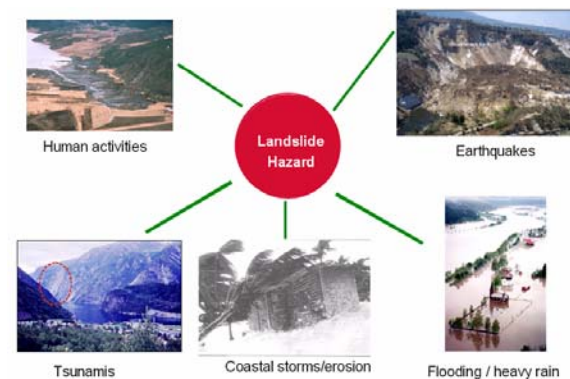 Landslide
Hazard
Human activities
Earthquakes
Tsunamis
Coastal storms/erosion
Flooding / heavy rain